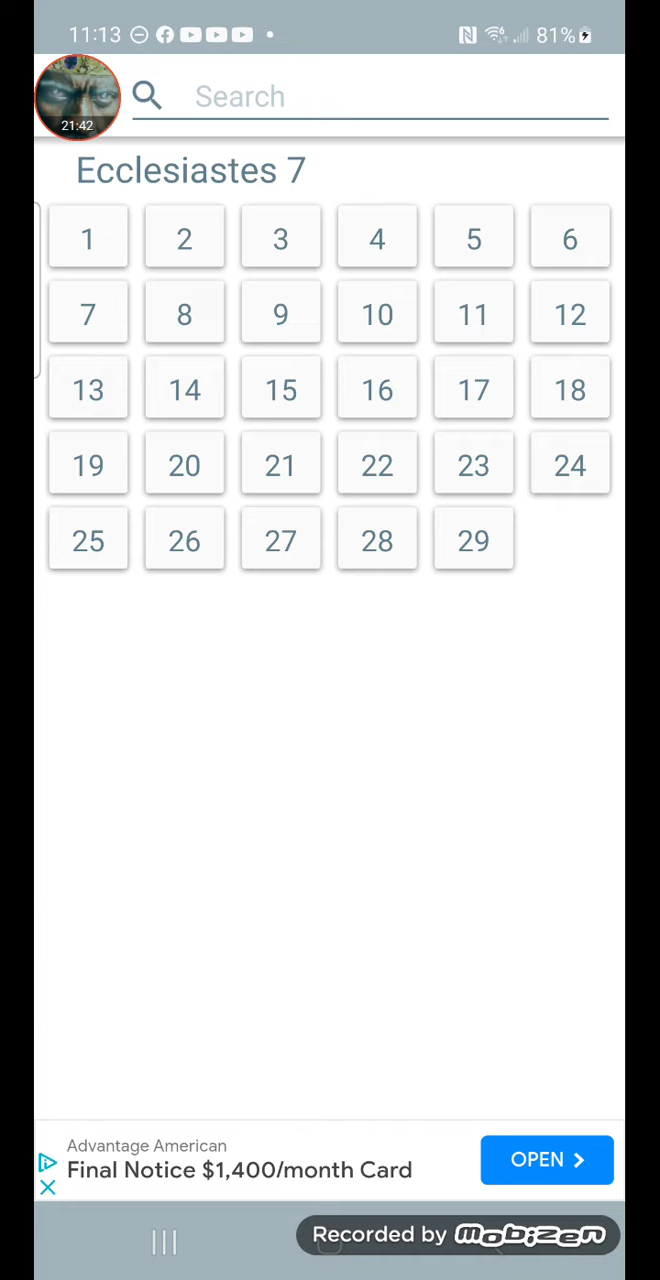 11:13 81%
21:42
Search
Ecclesiastes 7
1 2 3 4 5 6
7 8 9 10 11 12
13 14 15 16 17 18
19 20 21 22 23 24
25 26 27 28 29
Advantage American
Final Notice $1,400/month Card
OPEN
Recorded by mobizen